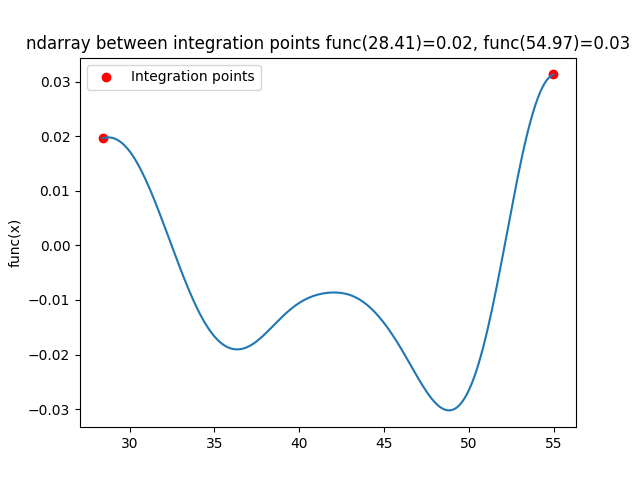 ndarray between integration points func(28.41)=0.02, func(54.97)=0.03
Integration points
func(x)
0.03
0.02
0.01
0.00
−0.01
−0.02
−0.03
30 35 40 45 50 55